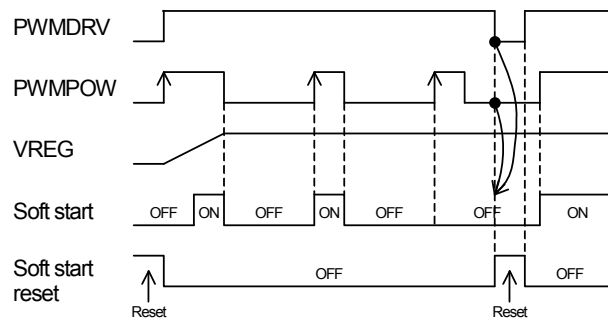 PWMDRV
PWMPOW
VREG
Soft start
OFF ON OFF ON OFF OFF ON
Soft start reset
OFF OFF
Reset Reset